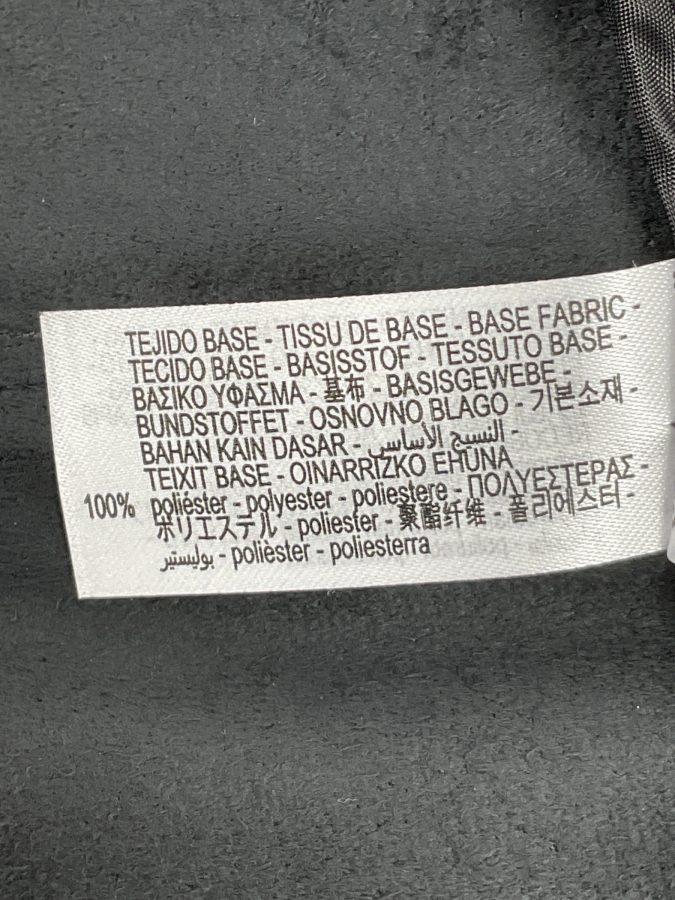 TEJIDO BASE - TISSU DE BASE - BASE FABRIC -
TECIDO BASE - BASISSTOF - TESSUTO BASE -
ΒΑΣΙΚΟ ΥΦΑΣΜΑ - 基布 - BASISGEWEBE -
BUNDSTOFFET - OSNOVNO BLAGO - 기본소재 -
BAHAN KAIN DASAR - النسيج الأساسي -
TEIXIT BASE - OINARRIZKO EHUNA
100% poliéster - polyester - poliestere - ΠΟΛΥΕΣΤΕΡΑΣ -
ポリエステル - poliester - 聚酯纤维 - 폴리에스터 -
بوليستير - polièster - poliesterra